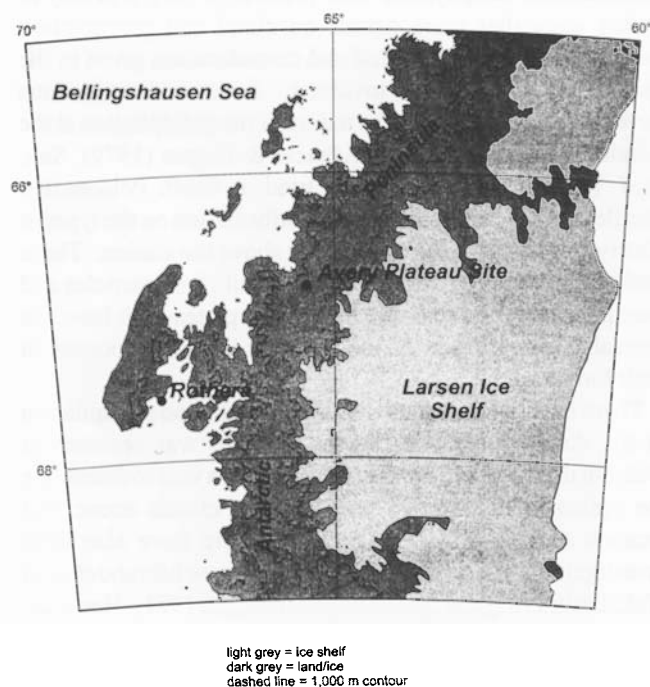 70°
65°
60°
Bellingshausen Sea
66°
Peninsula
Avery Plateau Site
Rothera
Larsen Ice
Shelf
68°
Antarctic
light grey = ice shelf
dark grey = land/ice
dashed line = 1,000 m contour